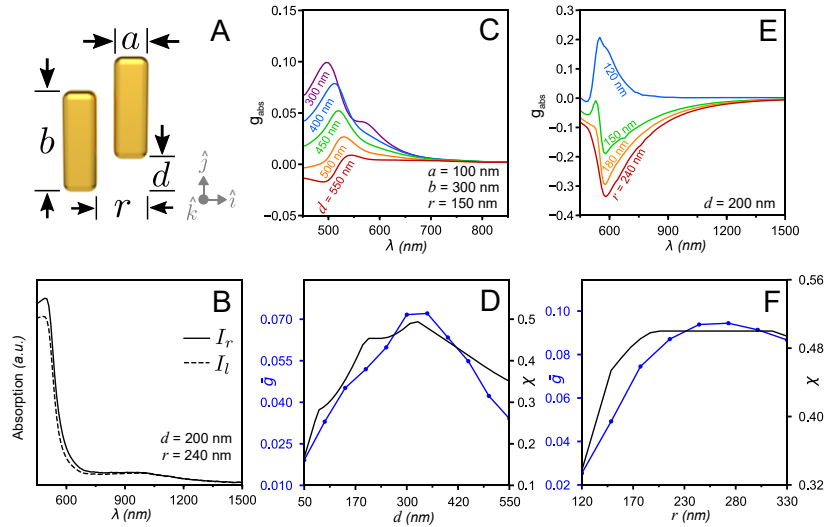 A
a
b
d
r
ĵ
k̂
î
C
g_abs
0.15
0.10
0.05
0.00
−0.05
300 nm
400 nm
450 nm
500 nm
d = 550 nm
a = 100 nm
b = 300 nm
r = 150 nm
500
600
700
800
λ (nm)
E
g_abs
0.3
0.2
0.1
0.0
-0.1
-0.2
-0.3
-0.4
120 nm
150 nm
180 nm
r = 240 nm
d = 200 nm
600
900
1200
1500
λ (nm)
B
Absorption (a.u.)
I_r
I_l
d = 200 nm
r = 240 nm
600
900
1200
1500
λ (nm)
D
ḡ
0.070
0.055
0.040
0.025
0.010
χ
0.5
0.4
0.3
0.2
0.1
50
175
300
425
550
d (nm)
F
ḡ
0.10
0.08
0.06
0.04
0.02
χ
0.56
0.48
0.40
0.32
120
170
230
280
330
r (nm)